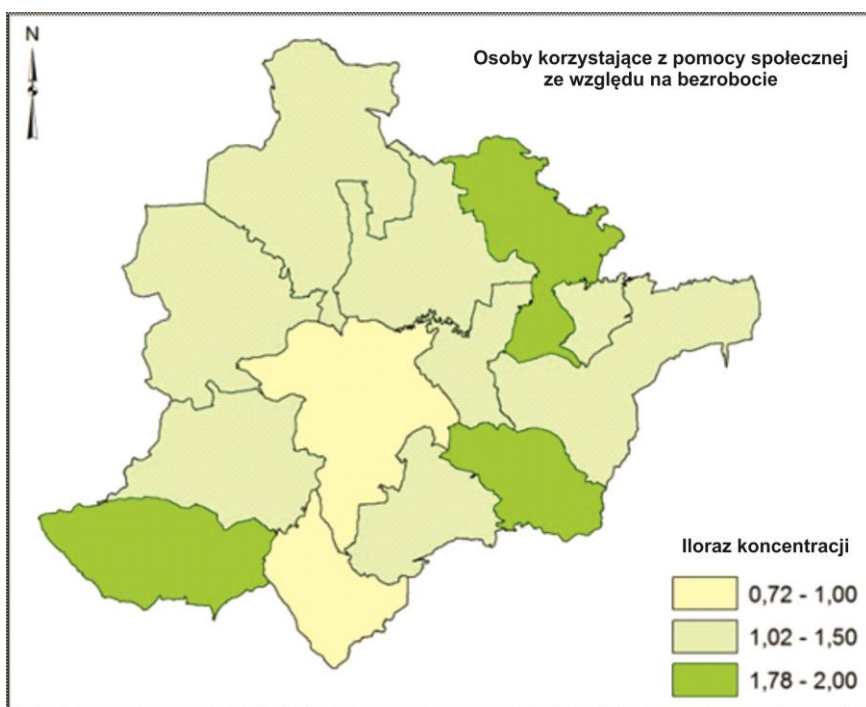 N
Osoby korzystające z pomocy społecznej
ze względu na bezrobocie
Iloraz koncentracji
0,72 - 1,00
1,02 - 1,50
1,78 - 2,00